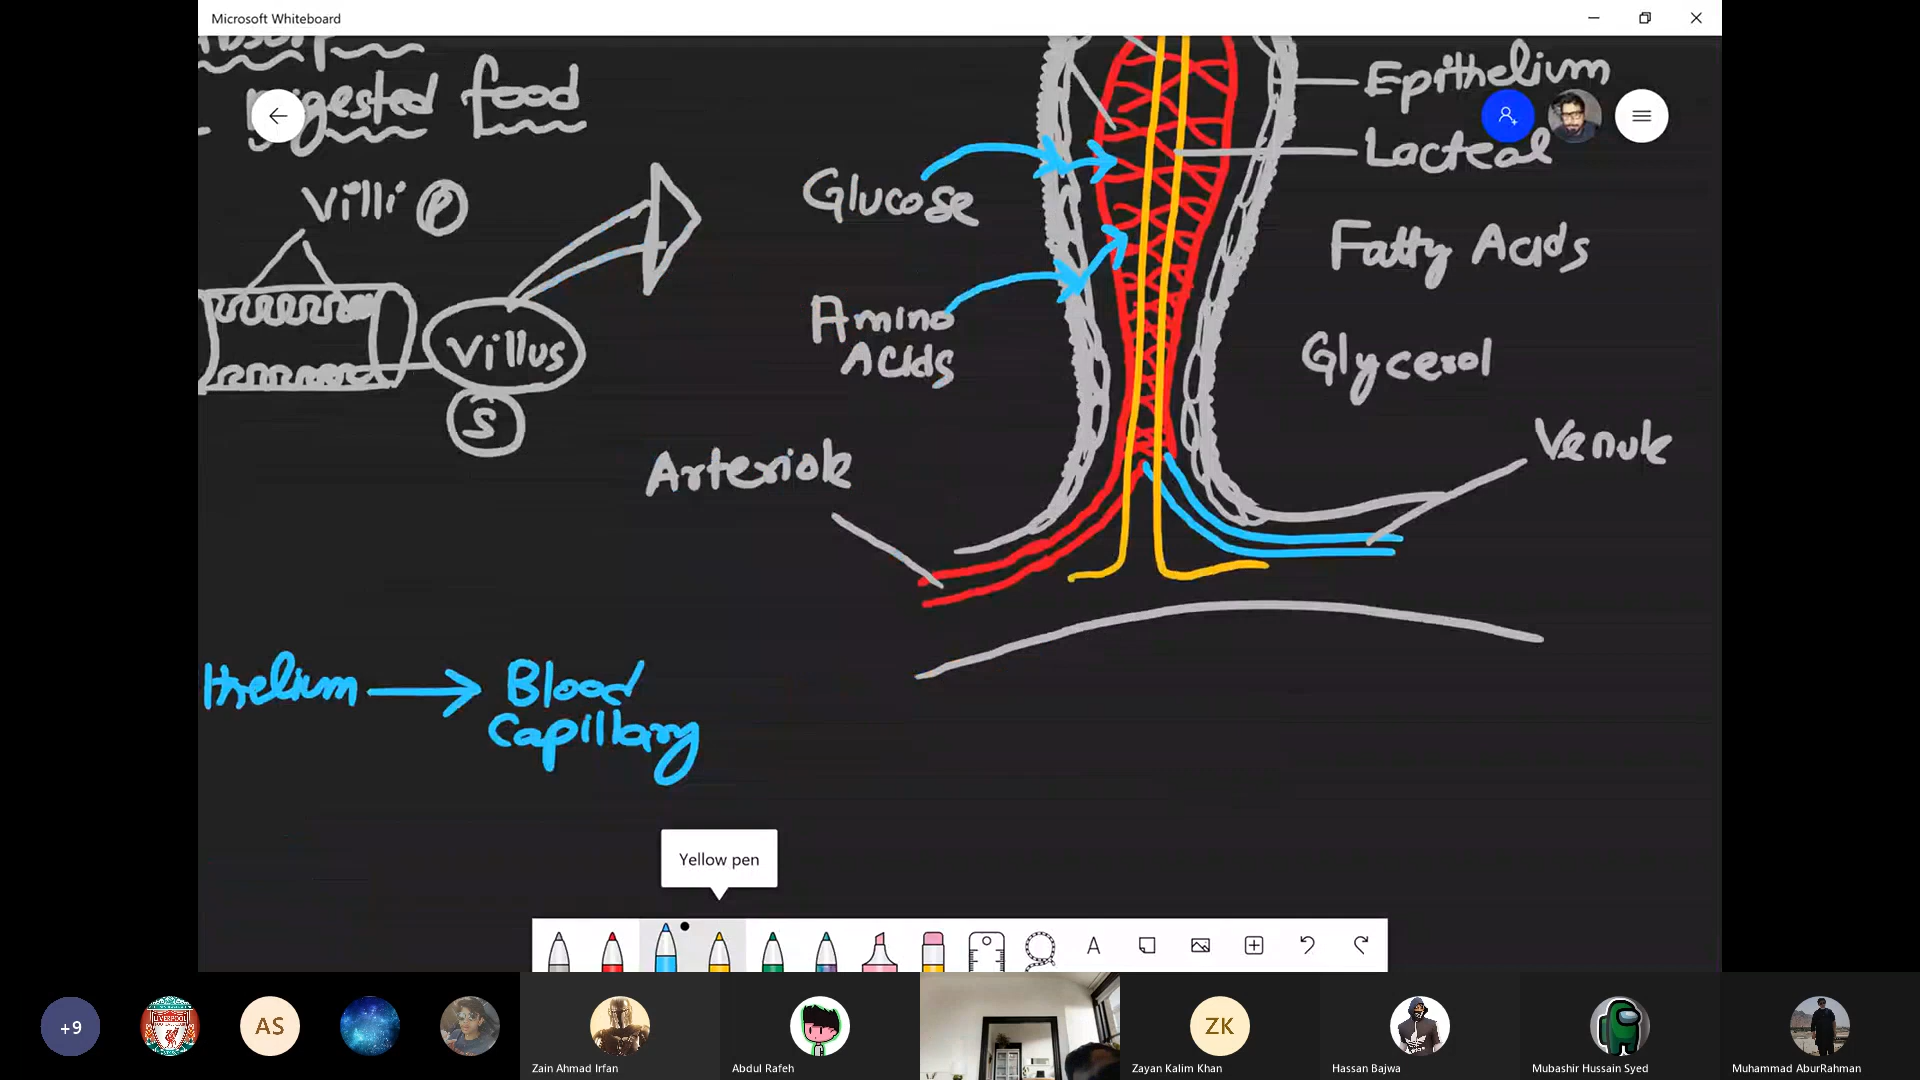 Microsoft Whiteboard
Digested food
Villi P
Villus
S
Glucose
Amino
Acids
Arteriole
Epithelium
Lacteal
Fatty Acids
Glycerol
Venule
thelium → Blood
Capillary
Yellow pen
A
+9
LIVERPOOL
AS
ZK
Zain Ahmad Irfan
Abdul Rafeh
Zayan Kalim Khan
Hassan Bajwa
Mubashir Hussain Syed
Muhammad AburRahman